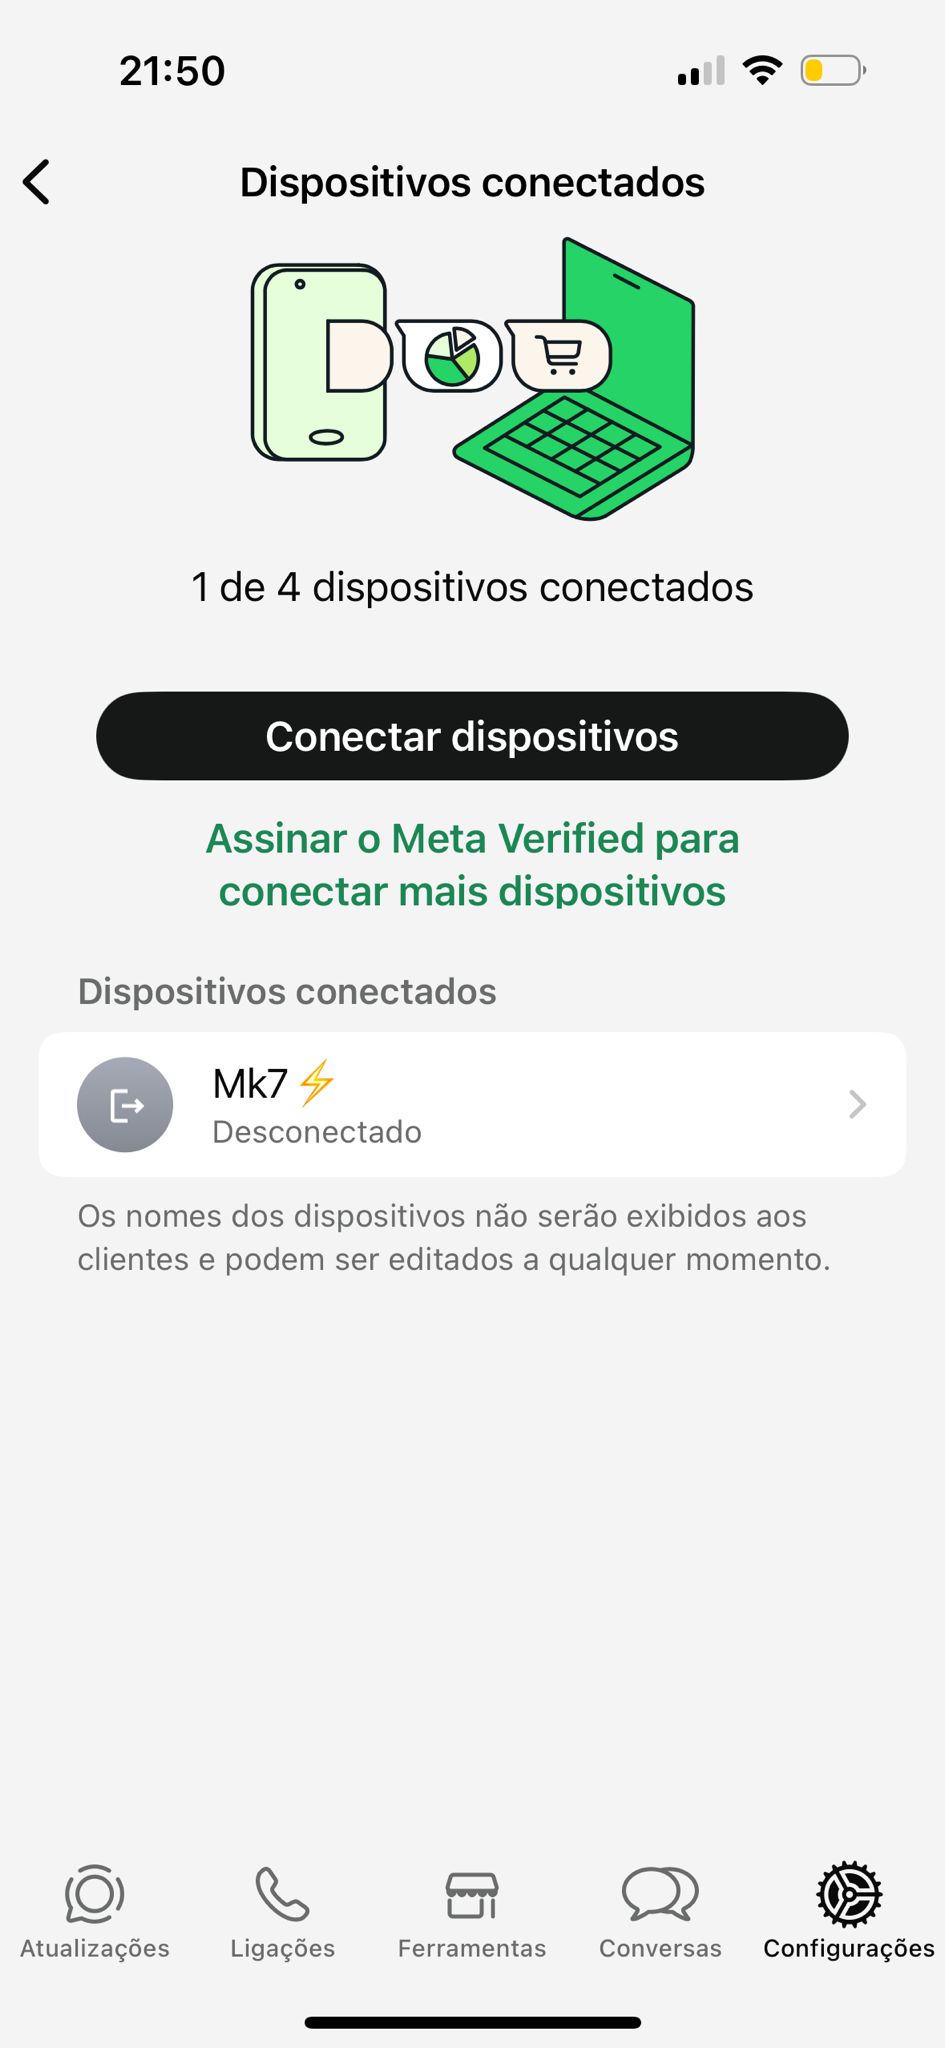 21:50
Dispositivos conectados
1 de 4 dispositivos conectados
Conectar dispositivos
Assinar o Meta Verified para
conectar mais dispositivos
Dispositivos conectados
Mk7⚡
Desconectado
Os nomes dos dispositivos não serão exibidos aos
clientes e podem ser editados a qualquer momento.
Atualizações
Ligações
Ferramentas
Conversas
Configurações